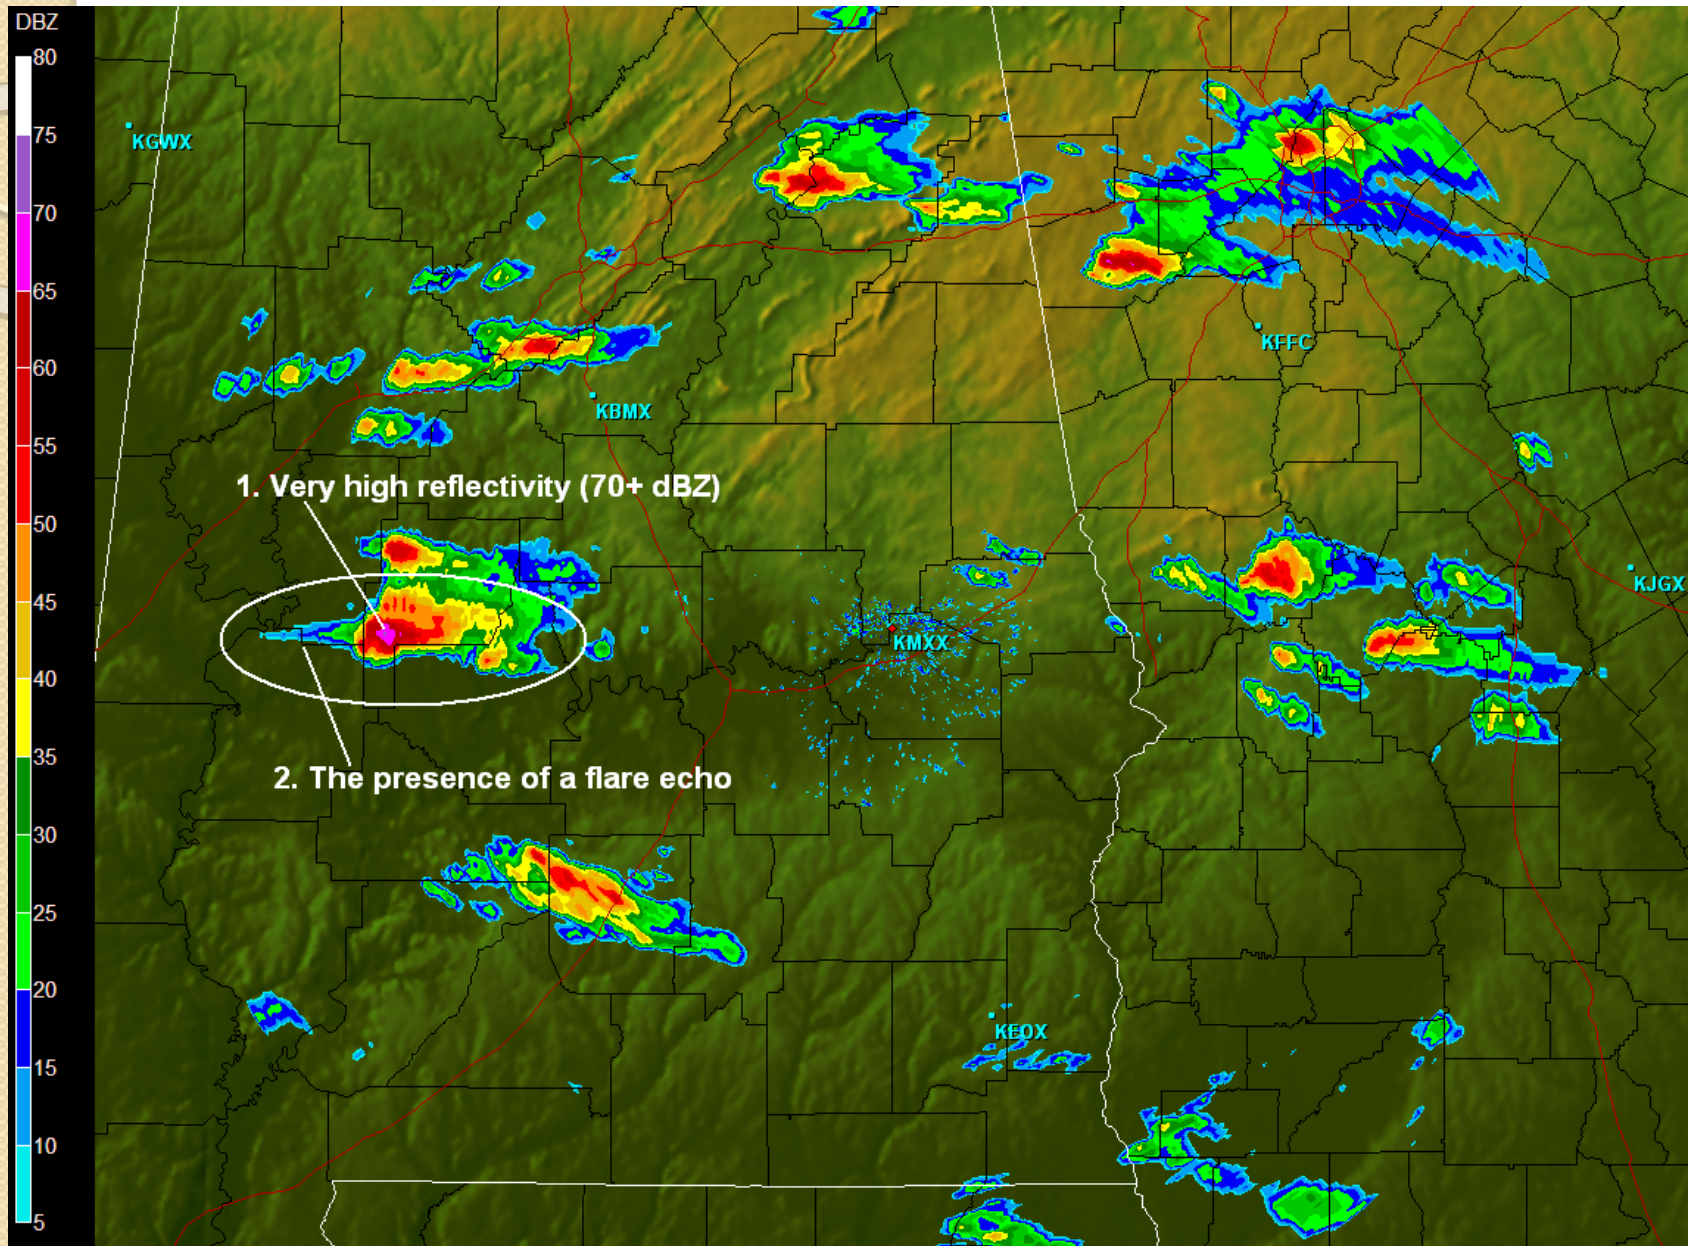 DBZ
80
75
70
65
60
55
50
45
40
35
30
25
20
15
10
5
KGWX
KFFC
KBMX
1. Very high reflectivity (70+ dBZ)
KJGX
KMXX
2. The presence of a flare echo
KEOX